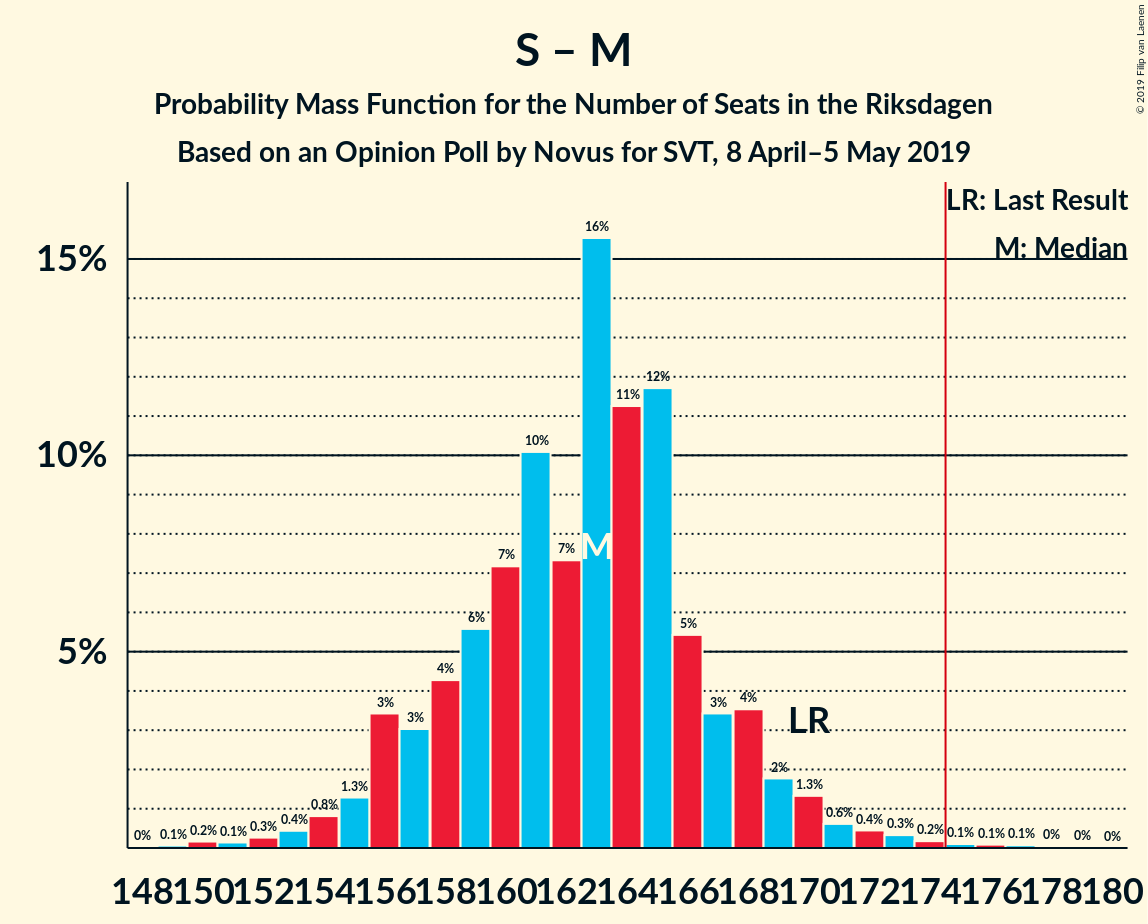 S – M
Probability Mass Function for the Number of Seats in the Riksdagen
Based on an Opinion Poll by Novus for SVT, 8 April–5 May 2019
© 2019 Filip van Laenen
LR: Last Result
M: Median
15%
10%
5%
0% 0.1% 0.2% 0.1% 0.3% 0.4% 0.8% 1.3% 3% 3% 4% 6% 7% 10% 7% 16% 11% 12% 5% 3% 4% 2% 1.3% 0.6% 0.4% 0.3% 0.2% 0.1% 0.1% 0.1% 0% 0% 0%
M
LR
148 150 152 154 156 158 160 162 164 166 168 170 172 174 176 178 180